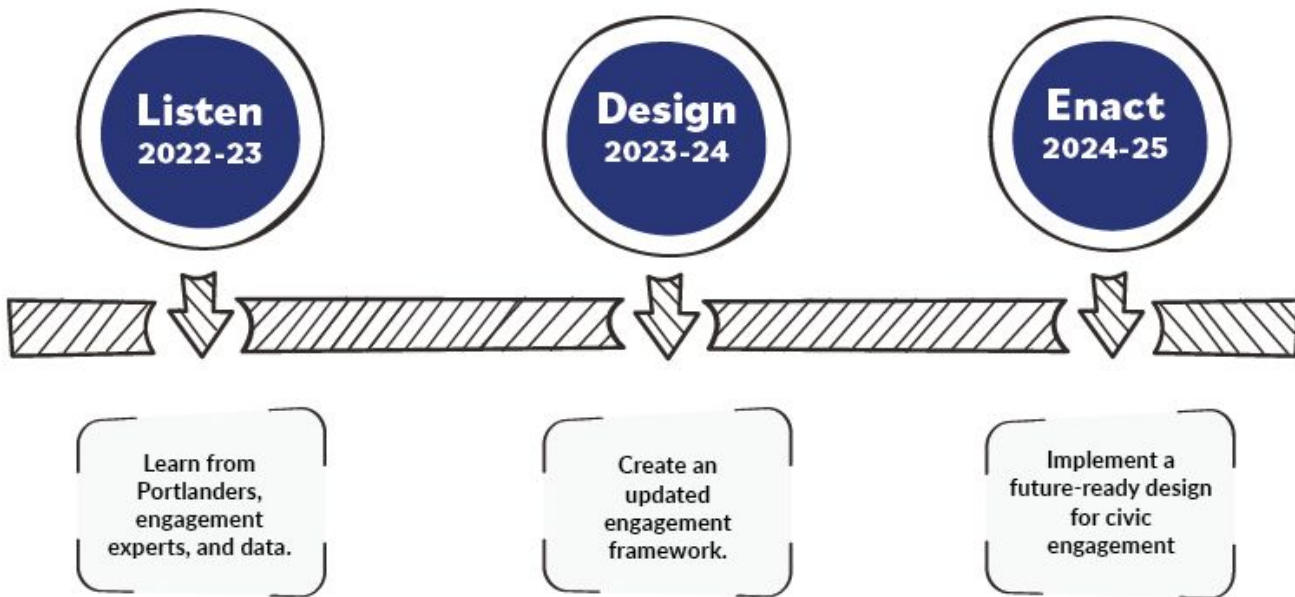 Listen
2022-23
Design
2023-24
Enact
2024-25
Learn from
Portlanders,
engagement
experts, and data.
Create an
updated
engagement
framework.
Implement a
future-ready design
for civic
engagement